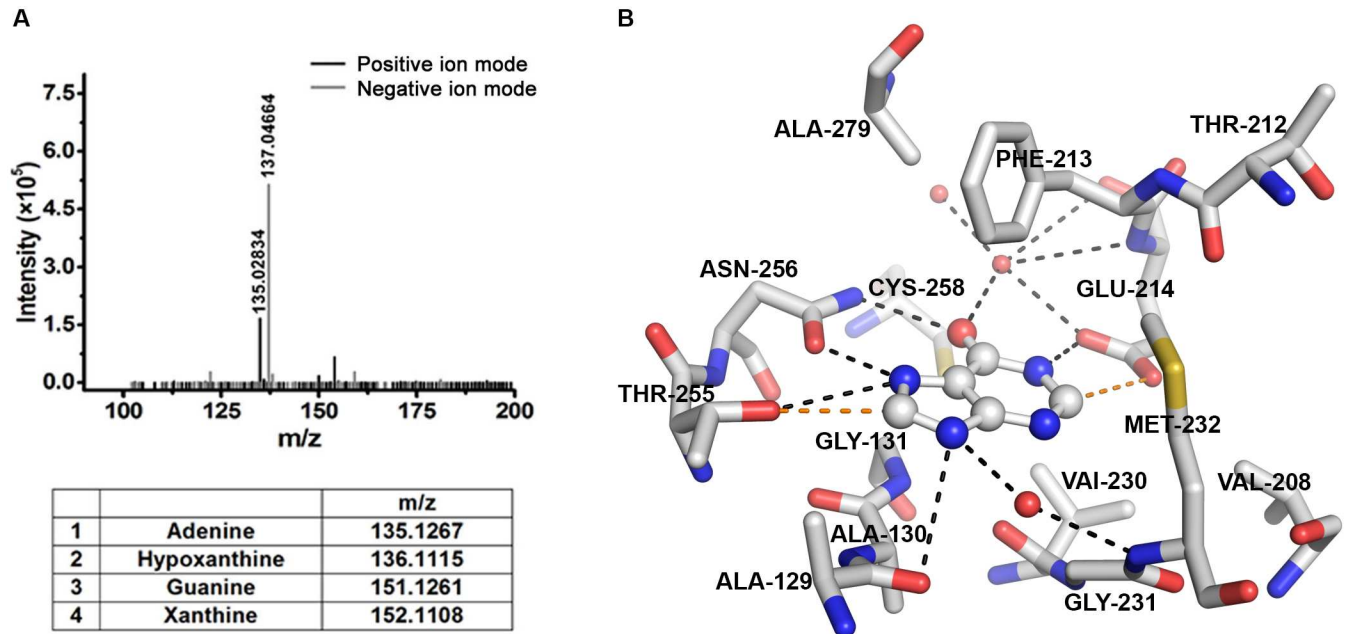 A
Positive ion mode
Negative ion mode
7.5
6.0
4.5
3.0
1.5
0.0
Intensity (×10⁵)
135.02834
137.04664
100
125
150
175
200
m/z
m/z
1 Adenine 135.1267
2 Hypoxanthine 136.1115
3 Guanine 151.1261
4 Xanthine 152.1108
B
ALA-279
PHE-213
THR-212
ASN-256
CYS-258
GLU-214
THR-255
GLY-131
MET-232
VAI-230
VAL-208
ALA-130
ALA-129
GLY-231